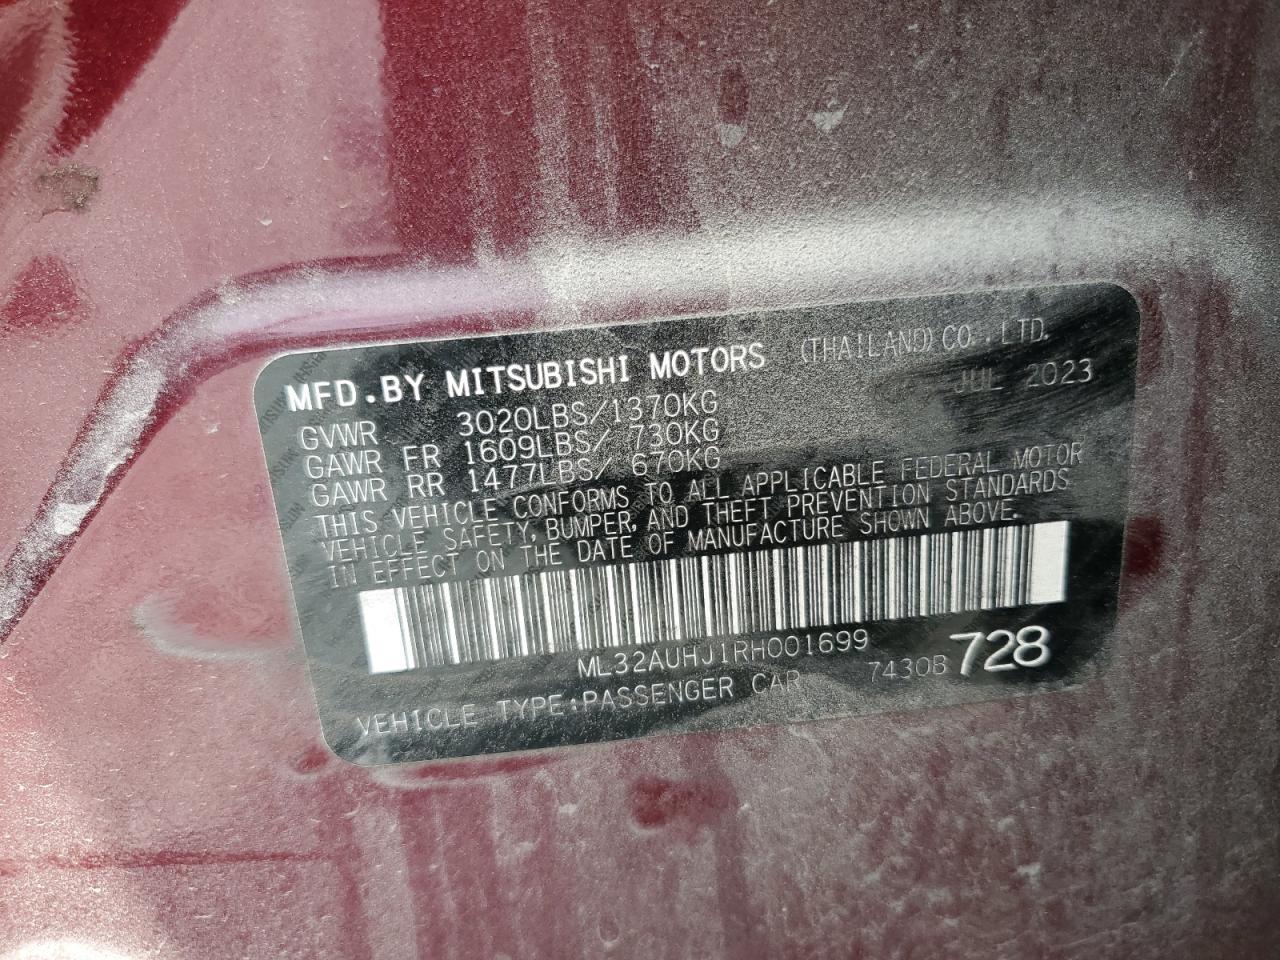 MFD.BY MITSUBISHI MOTORS (THAILAND)CO.,LTD.
JUL 2023
GVWR 3020LBS/1370KG
GAWR FR 1609LBS/ 730KG
GAWR RR 1477LBS/ 670KG
THIS VEHICLE CONFORMS TO ALL APPLICABLE FEDERAL MOTOR
VEHICLE SAFETY, BUMPER, AND THEFT PREVENTION STANDARDS
IN EFFECT ON THE DATE OF MANUFACTURE SHOWN ABOVE.
ML32AUHJ1RH001699
VEHICLE TYPE:PASSENGER CAR 7430B 728